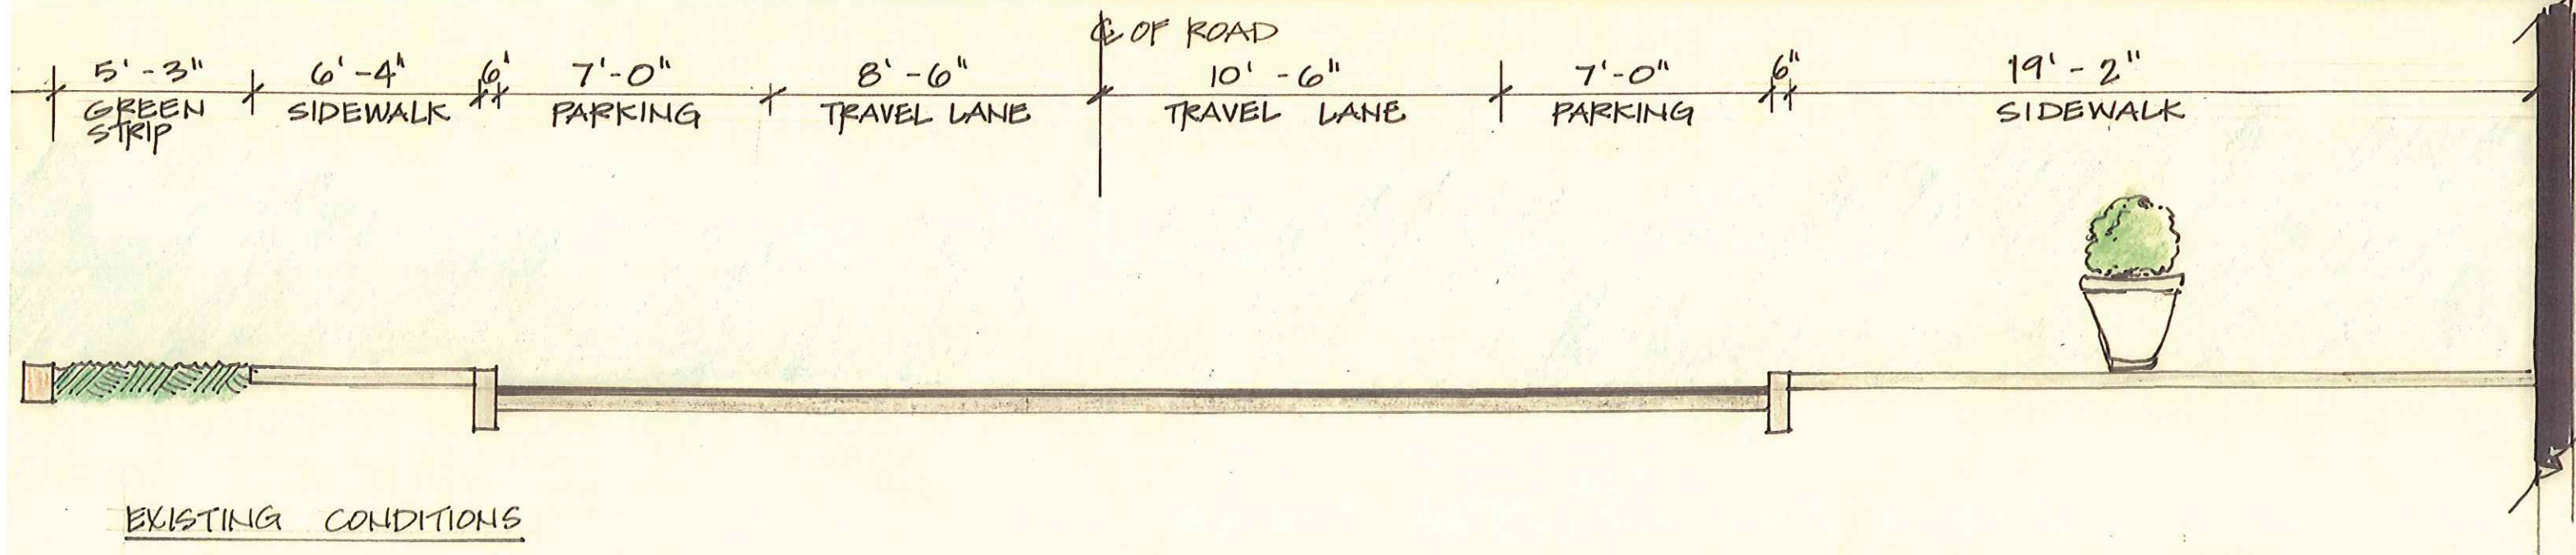 ℄ OF ROAD
5'-3" 6'-4" 6' 7'-0" 8'-6" 10'-6" 7'-0" 6" 19'-2"
GREEN SIDEWALK PARKING TRAVEL LANE TRAVEL LANE PARKING SIDEWALK
STRIP
EXISTING CONDITIONS